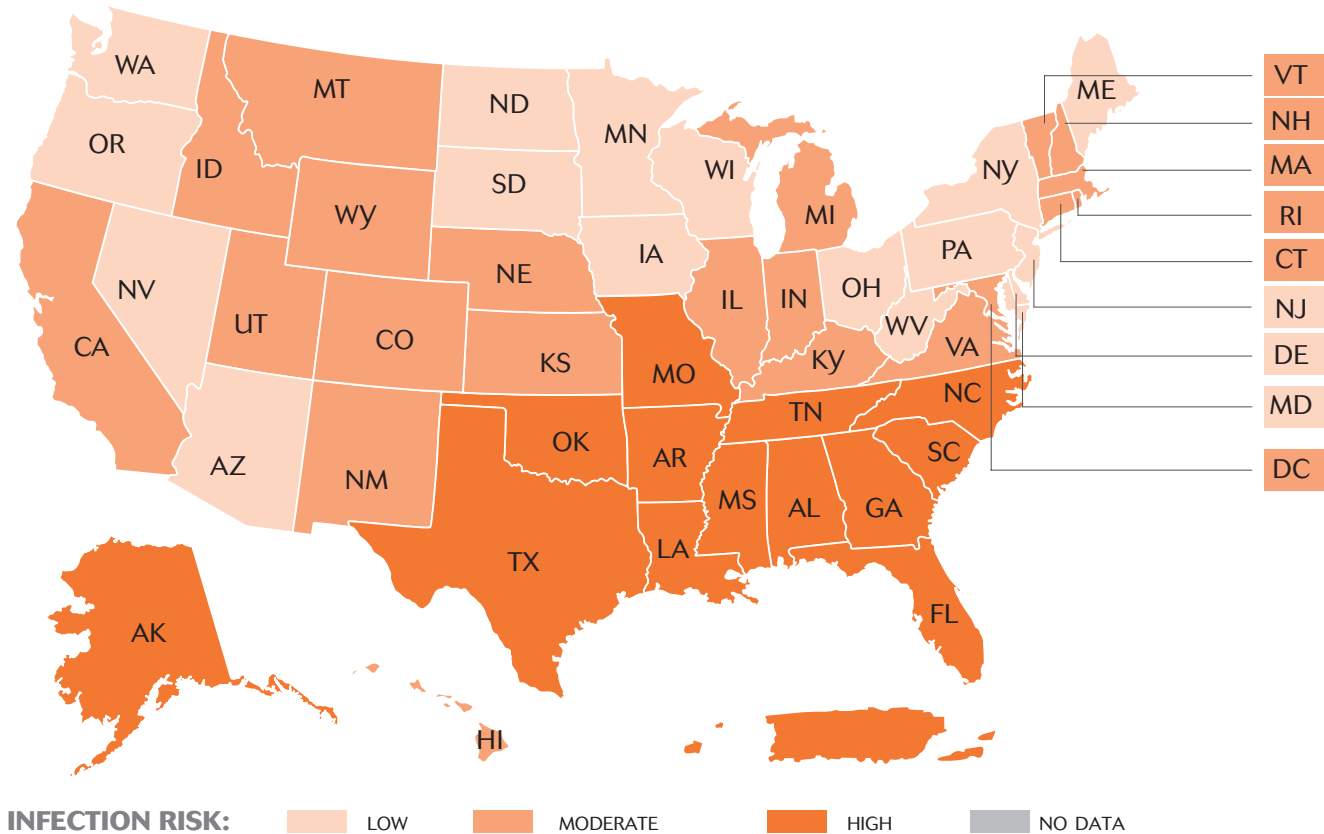 WA
MT
ND
MN
ME
VT
NH
OR
ID
SD
WI
NY
MA
WY
MI
RI
IA
PA
CT
NE
NV
IL
IN
OH
NJ
UT
CO
WV
CA
KS
KY
VA
DE
MO
NC
MD
TN
OK
AR
SC
AZ
NM
DC
MS
AL
GA
LA
TX
FL
AK
HI
INFECTION RISK: LOW MODERATE HIGH NO DATA